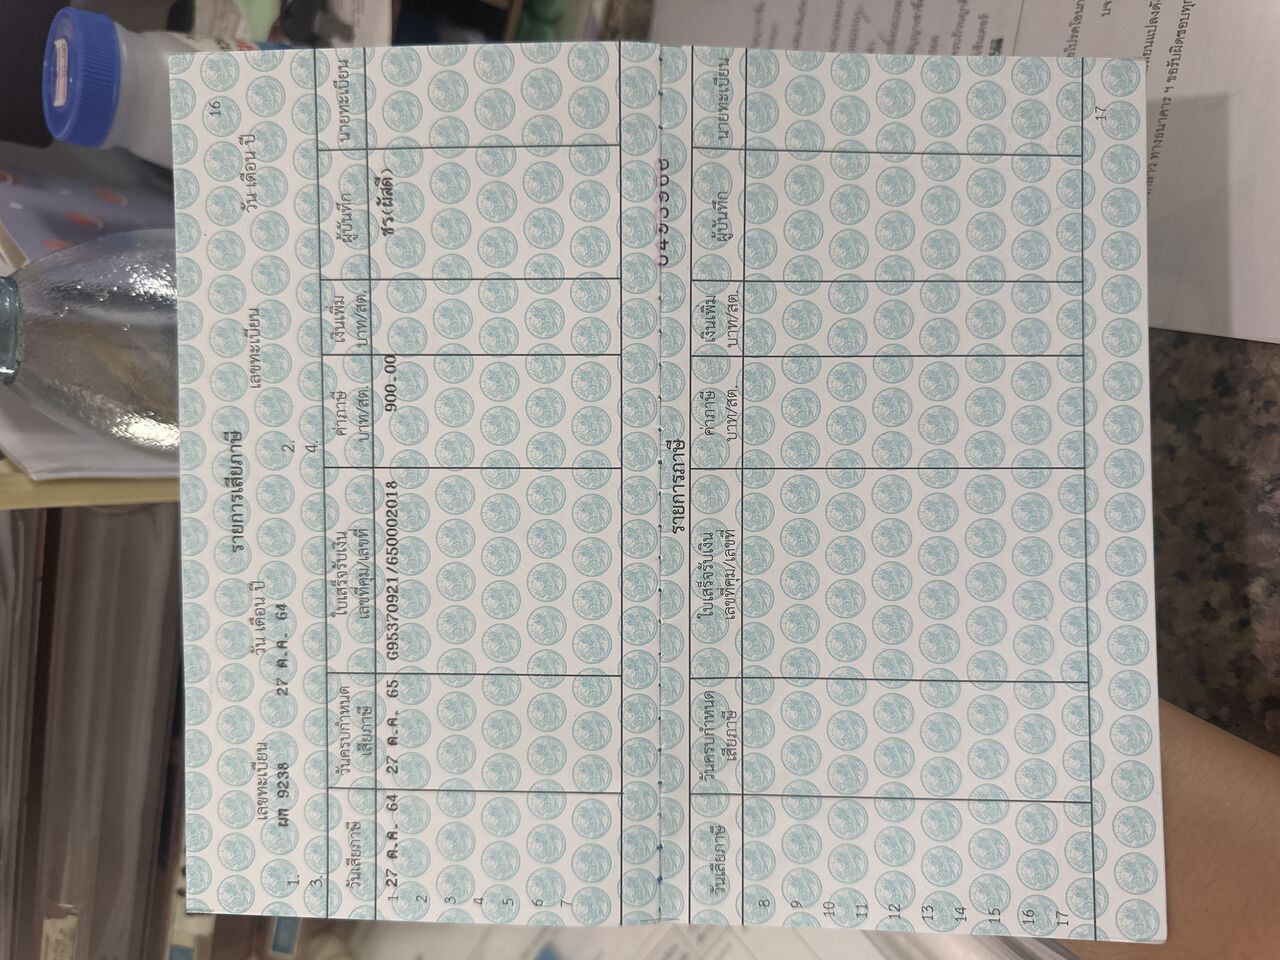 16
รายการเสียภาษี
เลขทะเบียน วัน เดือน ปี เลขทะเบียน วัน เดือน ปี
1. ผก 9238 27 ต.ค. 64 2.
3. 4.
วันเสียภาษี วันครบกำหนด เสียภาษี ใบเสร็จรับเงิน เลขที่คุม/เลขที่ ค่าภาษี บาท/สต. เงินเพิ่ม บาท/สต. ผู้บันทึก นายทะเบียน
1 27 ต.ค. 64 27 ต.ค. 65 G95370921/650002018 900.00
2
3
4
5
6
7
รายการภาษี
วันเสียภาษี วันครบกำหนด เสียภาษี ใบเสร็จรับเงิน เลขที่คุม/เลขที่ ค่าภาษี บาท/สต. เงินเพิ่ม บาท/สต. ผู้บันทึก นายทะเบียน
8
9
10
11
12
13
14
15
16
17
17